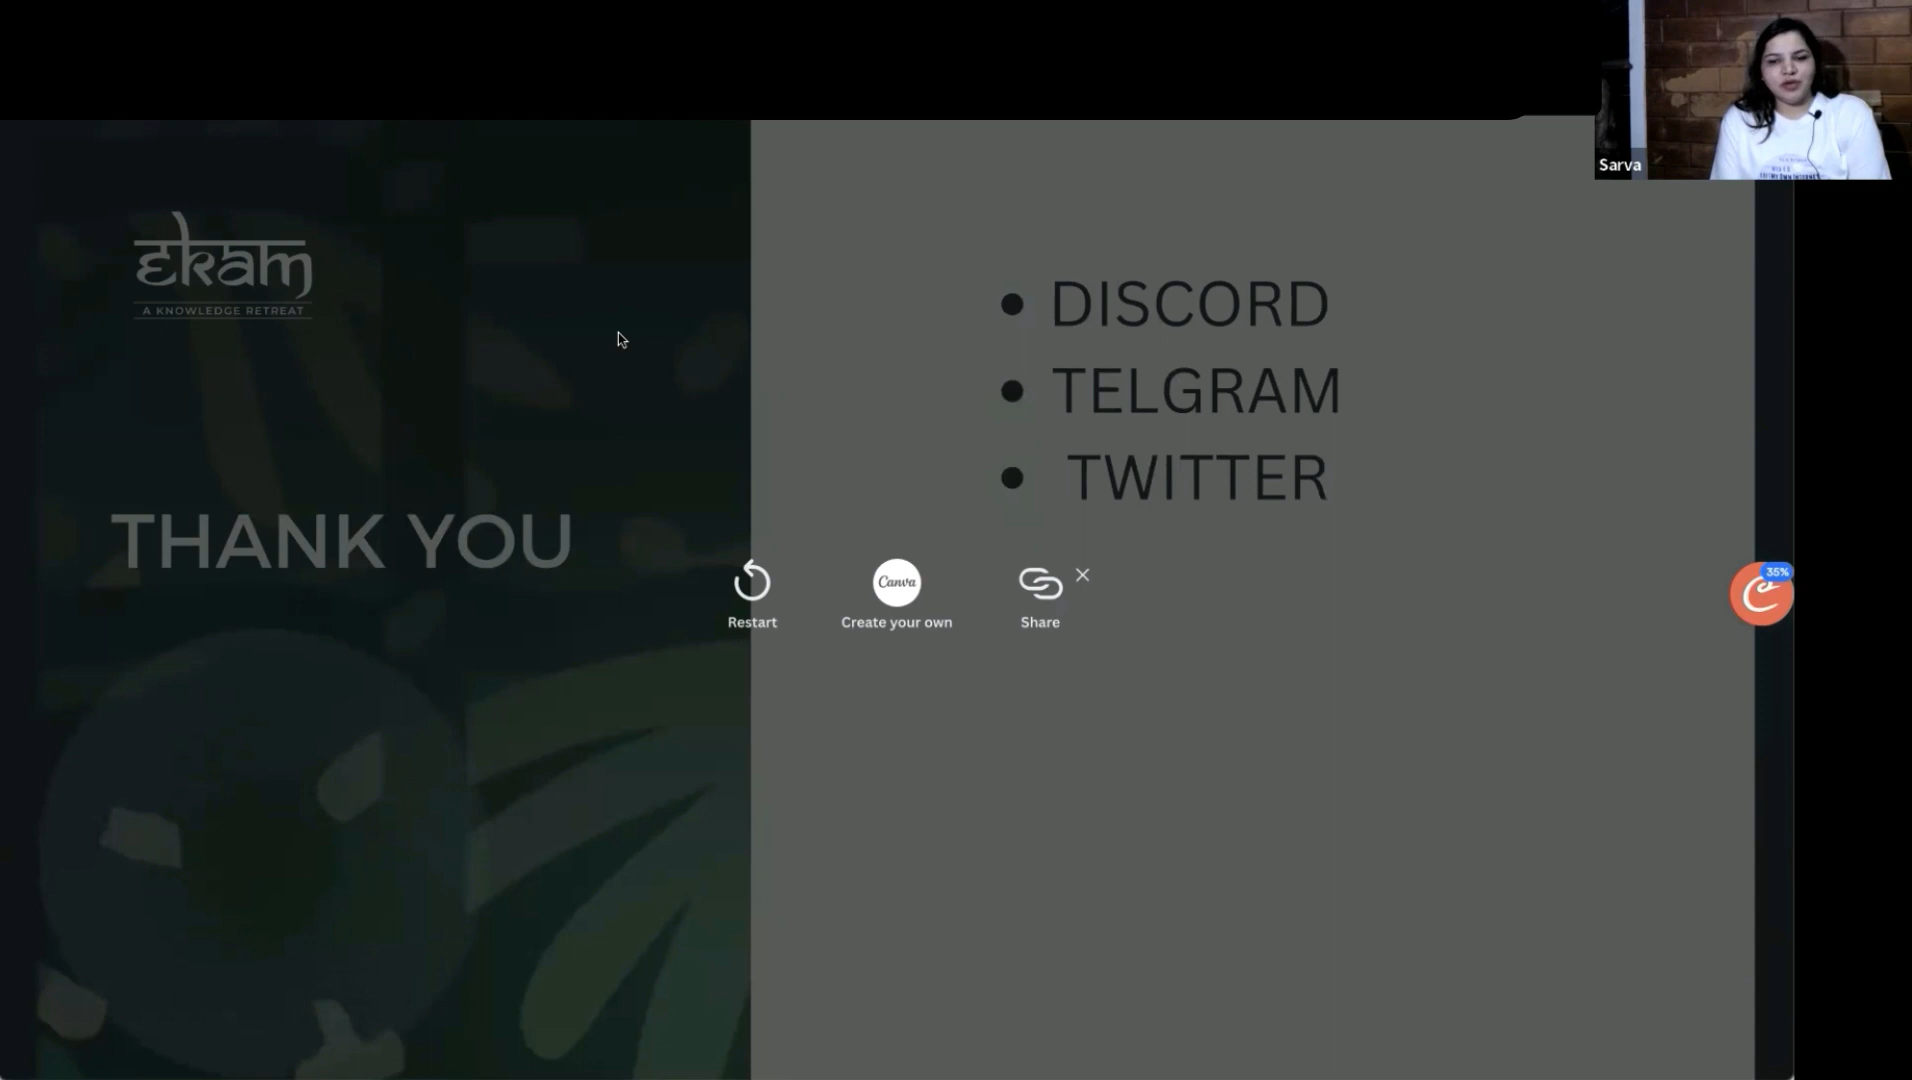 Sarva
ekam
A KNOWLEDGE RETREAT
THANK YOU
• DISCORD
• TELGRAM
• TWITTER
Restart
Canva
Create your own
Share
35%